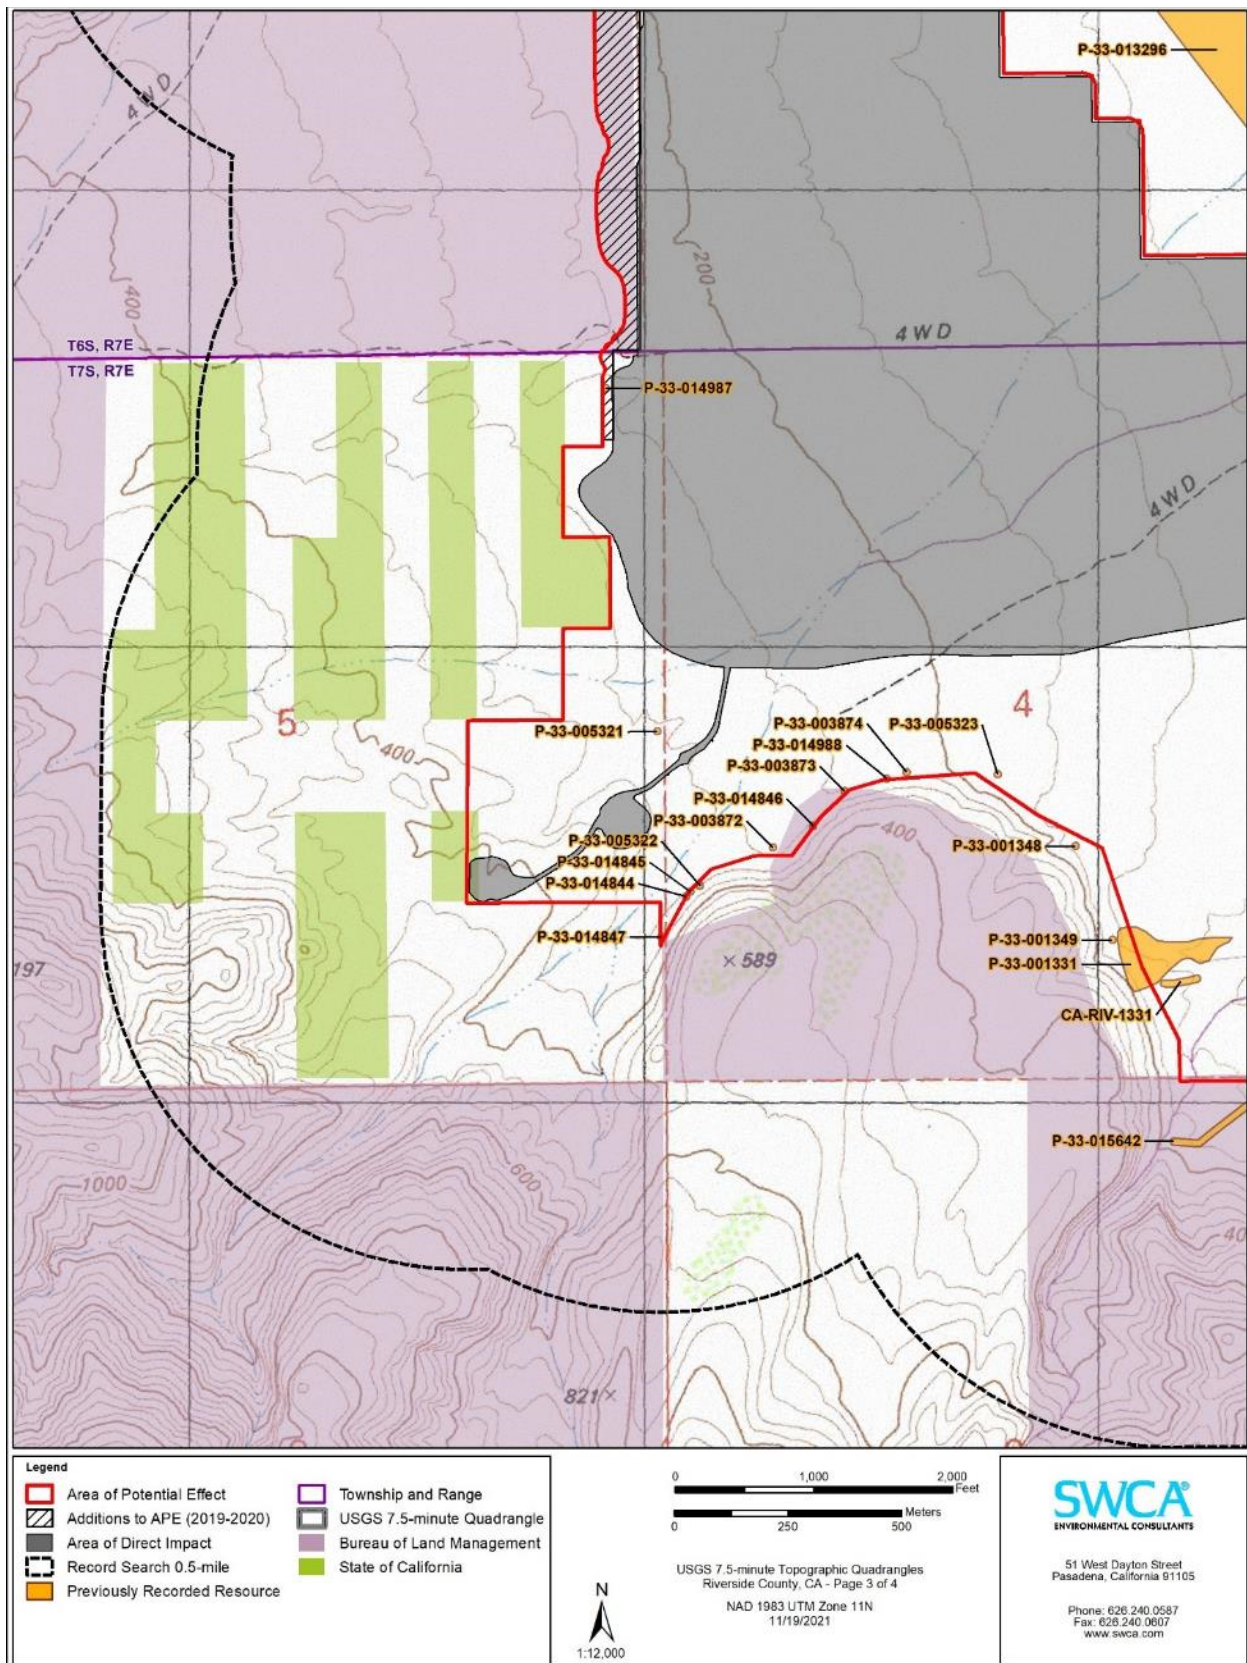 P-33-013296
4 W D
400
200
4 W D
T6S, R7E
T7S, R7E
P-33-014987
4 W D
5
4
P-33-005321
P-33-003874
P-33-005323
P-33-014988
P-33-003873
400
P-33-014846
P-33-003872
400
P-33-005322
P-33-001348
P-33-014845
P-33-014844
P-33-014847
P-33-001349
× 589
P-33-001331
197
CA-RIV-1331
P-33-015642
1000
600
40
821 ×
Legend
Area of Potential Effect
Additions to APE (2019-2020)
Area of Direct Impact
Record Search 0.5-mile
Previously Recorded Resource
Township and Range
USGS 7.5-minute Quadrangle
Bureau of Land Management
State of California
N
1:12,000
0 1,000 2,000
Feet
Meters
0 250 500
USGS 7.5-minute Topographic Quadrangles
Riverside County, CA - Page 3 of 4
NAD 1983 UTM Zone 11N
11/19/2021
SWCA®
ENVIRONMENTAL CONSULTANTS
51 West Dayton Street
Pasadena, California 91105
Phone: 626.240.0587
Fax: 626.240.0607
www.swca.com